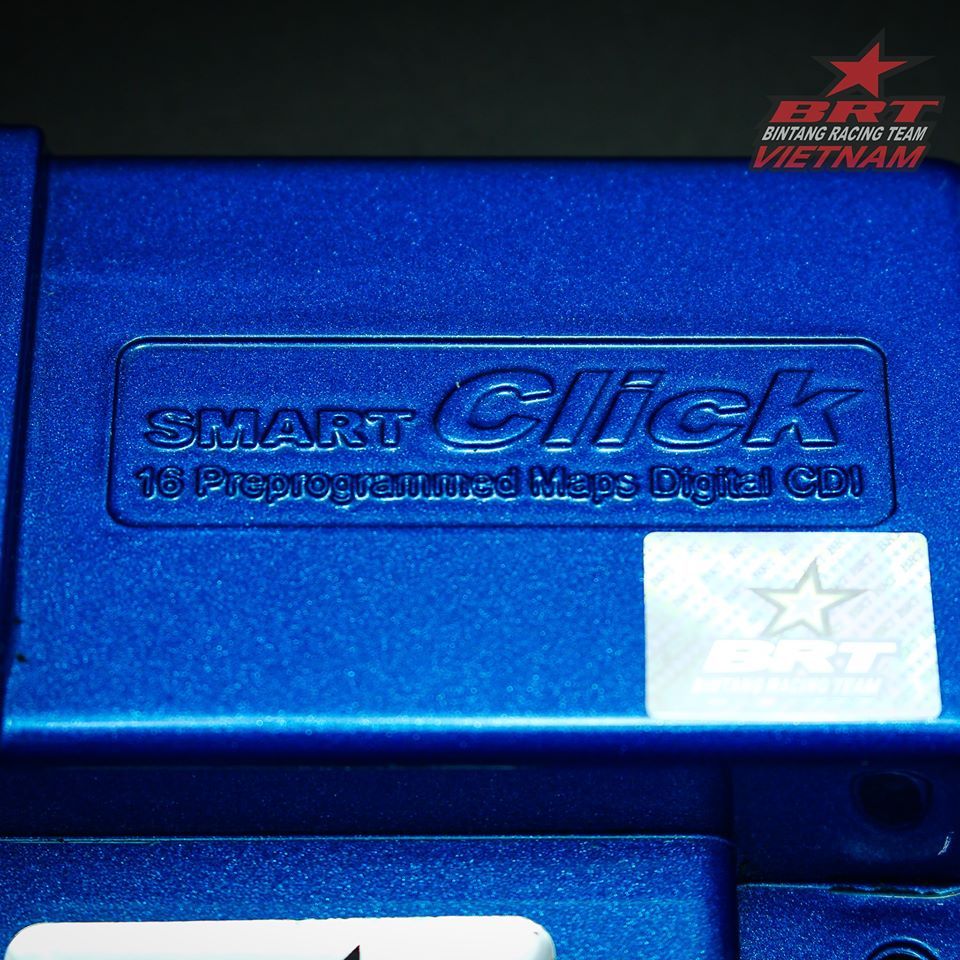 BRT
BINTANG RACING TEAM
VIETNAM
SMART Click
16 Preprogrammed Maps Digital CDI
BRT
BINTANG RACING TEAM